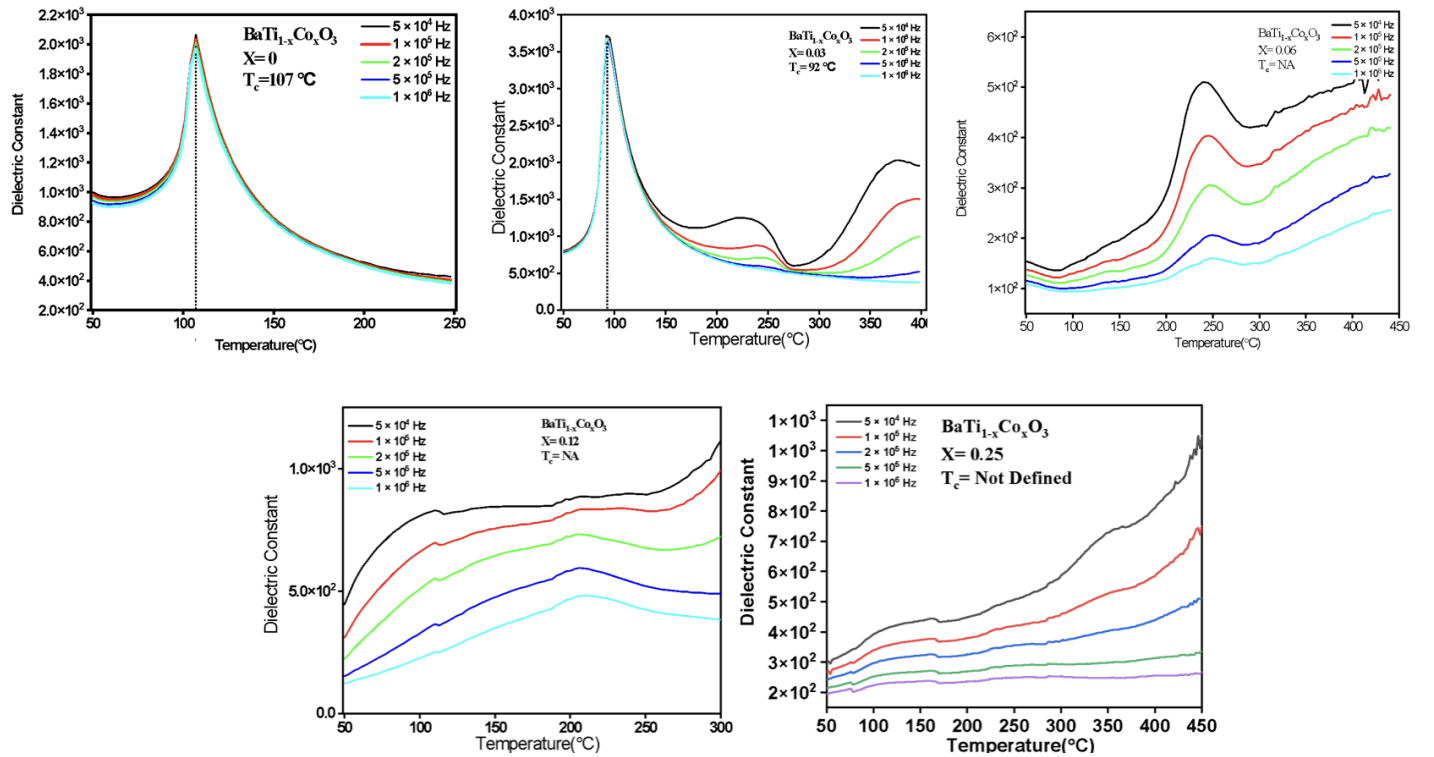 2.2×10³
2.0×10³
1.8×10³
1.6×10³
1.4×10³
1.2×10³
1.0×10³
8.0×10²
6.0×10²
4.0×10²
2.0×10²
Dielectric Constant
BaTi₁₋ₓCoₓO₃
X= 0
T꜀=107 °C
5 × 10⁴ Hz
1 × 10⁵ Hz
2 × 10⁵ Hz
5 × 10⁵ Hz
1 × 10⁶ Hz
50 100 150 200 250
Temperature(°C)
4.0×10³
3.5×10³
3.0×10³
2.5×10³
2.0×10³
1.5×10³
1.0×10³
5.0×10²
0.0
Dielectric Constant
BaTi₁₋ₓCoₓO₃
X= 0.03
T꜀= 92 °C
5 × 10⁴ Hz
1 × 10⁵ Hz
2 × 10⁵ Hz
5 × 10⁵ Hz
1 × 10⁶ Hz
50 100 150 200 250 300 350 400
Temperature(°C)
6×10²
5×10²
4×10²
3×10²
2×10²
1×10²
Dielectric Constant
BaTi₁₋ₓCoₓO₃
X= 0.06
T꜀= NA
5 × 10⁴ Hz
1 × 10⁵ Hz
2 × 10⁵ Hz
5 × 10⁵ Hz
1 × 10⁶ Hz
50 100 150 200 250 300 350 400 450
Temperature(°C)
1.0×10³
5.0×10²
0.0
Dielectric Constant
5 × 10⁴ Hz
1 × 10⁵ Hz
2 × 10⁵ Hz
5 × 10⁵ Hz
1 × 10⁶ Hz
BaTi₁₋ₓCoₓO₃
X= 0.12
T꜀= NA
50 100 150 200 250 300
Temperature(°C)
1×10³
1×10³
9×10²
8×10²
7×10²
6×10²
5×10²
4×10²
3×10²
2×10²
Dielectric Constant
5 × 10⁴ Hz
1 × 10⁵ Hz
2 × 10⁵ Hz
5 × 10⁵ Hz
1 × 10⁶ Hz
BaTi₁₋ₓCoₓO₃
X= 0.25
T꜀= Not Defined
50 100 150 200 250 300 350 400 450
Temperature(°C)